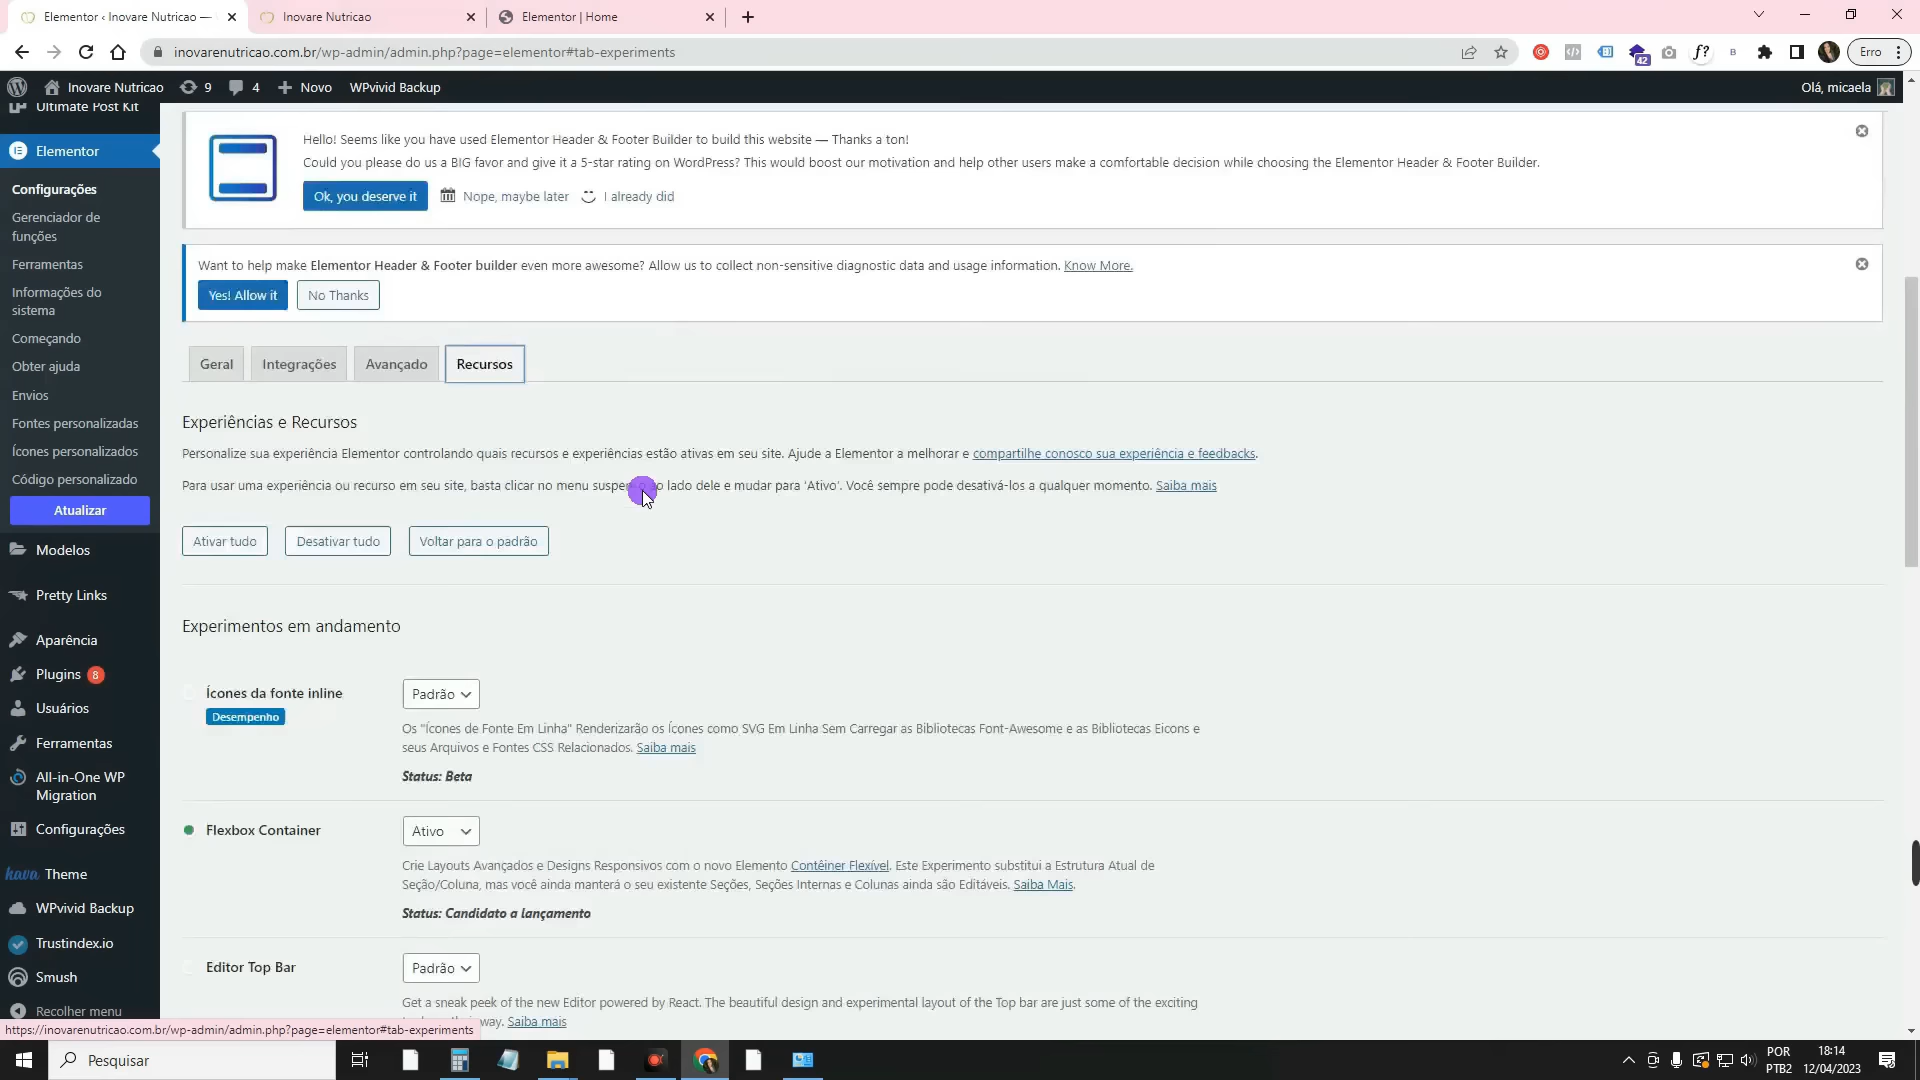 Elementor ‹ Inovare Nutricao —
Inovare Nutricao
Elementor | Home
inovarenutricao.com.br/wp-admin/admin.php?page=elementor#tab-experiments
42
f?
B
Erro
Inovare Nutricao
9
4
Novo
WPvivid Backup
Olá, micaela
Ultimate Post Kit
Elementor
Configurações
Gerenciador de
funções
Ferramentas
Informações do
sistema
Começando
Obter ajuda
Envios
Fontes personalizadas
Ícones personalizados
Código personalizado
Atualizar
Modelos
Pretty Links
Aparência
Plugins 8
Usuários
Ferramentas
All-in-One WP
Migration
Configurações
hava Theme
WPvivid Backup
Trustindex.io
Smush
Recolher menu
Hello! Seems like you have used Elementor Header & Footer Builder to build this website — Thanks a ton!
Could you please do us a BIG favor and give it a 5-star rating on WordPress? This would boost our motivation and help other users make a comfortable decision while choosing the Elementor Header & Footer Builder.
Ok, you deserve it
Nope, maybe later
I already did
Want to help make Elementor Header & Footer builder even more awesome? Allow us to collect non-sensitive diagnostic data and usage information. Know More.
Yes! Allow it
No Thanks
Geral
Integrações
Avançado
Recursos
Experiências e Recursos
Personalize sua experiência Elementor controlando quais recursos e experiências estão ativas em seu site. Ajude a Elementor a melhorar e compartilhe conosco sua experiência e feedbacks.
Para usar uma experiência ou recurso em seu site, basta clicar no menu ao lado dele e mudar para 'Ativo'. Você sempre pode desativá-los a qualquer momento. Saiba mais
Ativar tudo
Desativar tudo
Voltar para o padrão
Experimentos em andamento
Ícones da fonte inline
Desempenho
Padrão
Os "Ícones de Fonte Em Linha" Renderizarão os Ícones como SVG Em Linha Sem Carregar as Bibliotecas Font-Awesome e as Bibliotecas Eicons e
seus Arquivos e Fontes CSS Relacionados. Saiba mais
Status: Beta
Flexbox Container
Ativo
Crie Layouts Avançados e Designs Responsivos com o novo Elemento Contêiner Flexível. Este Experimento substitui a Estrutura Atual de
Seção/Coluna, mas você ainda manterá o seu existente Seções, Seções Internas e Colunas ainda são Editáveis. Saiba Mais.
Status: Candidato a lançamento
Editor Top Bar
Padrão
Get a sneak peek of the new Editor powered by React. The beautiful design and experimental layout of the Top bar are just some of the exciting
way. Saiba mais
https://inovarenutricao.com.br/wp-admin/admin.php?page=elementor#tab-experiments
Pesquisar
POR
PTB2
18:14
12/04/2023